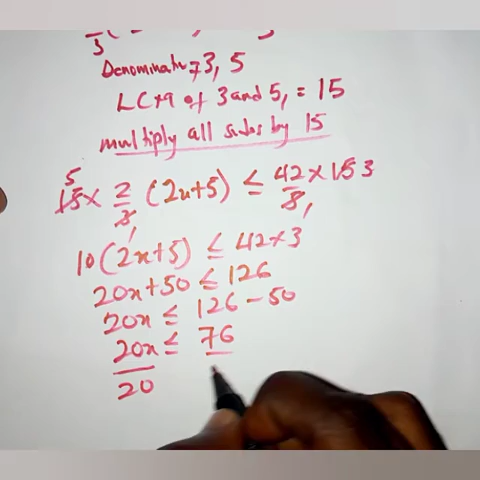 3
Denominator 3, 5
LCM of 3 and 5, = 15
multiply all sides by 15
5
15 × 2/3 (2x+5) ≤ 42/5 × 15 3
1 1
10(2x+5) ≤ 42×3
20x+50 ≤ 126
20x ≤ 126 - 50
20x ≤ 76
20